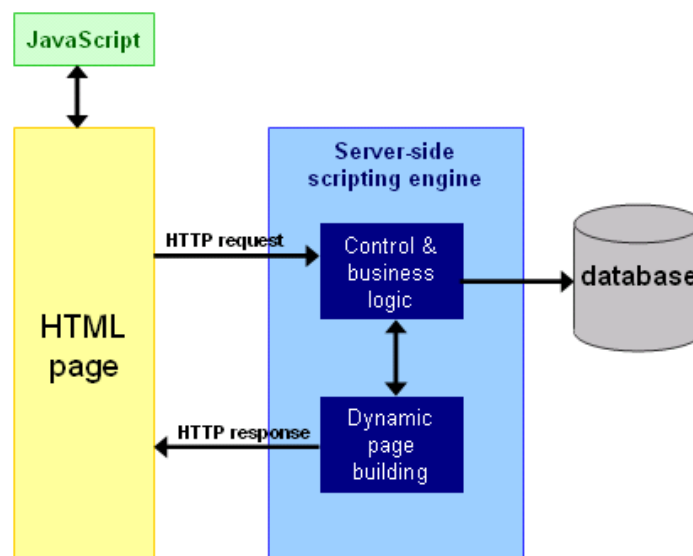 JavaScript
Server-side
scripting engine
HTTP request
Control &
business
logic
database
HTML
page
HTTP response
Dynamic
page
building